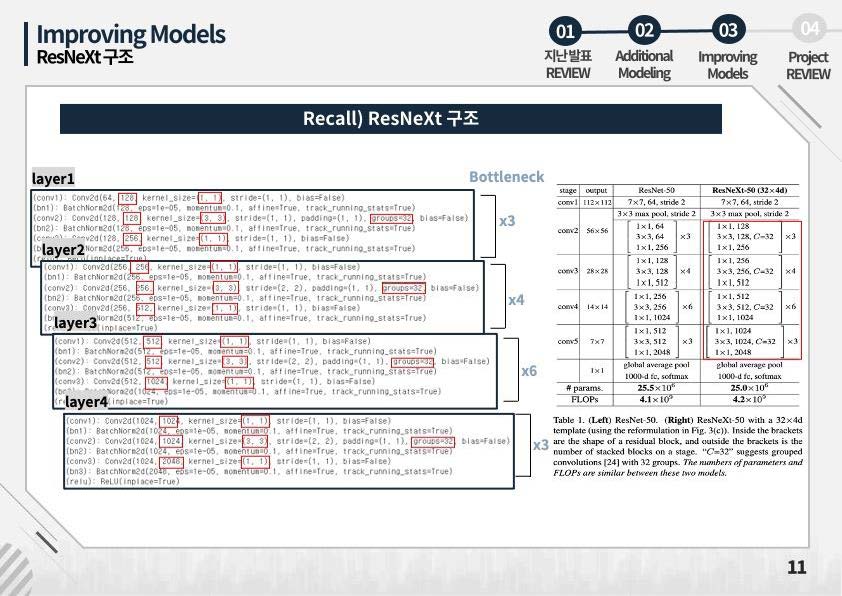 Improving Models
ResNeXt 구조
01
지난 발표
REVIEW
02
Additional
Modeling
03
Improving
Models
04
Project
REVIEW
Recall) ResNeXt 구조
Bottleneck
layer1
(conv1): Conv2d(64, 128, kernel_size=(1, 1), stride=(1, 1), bias=False)
(bn1): BatchNorm2d(128, eps=1e-05, momentum=0.1, affine=True, track_running_stats=True)
(conv2): Conv2d(128, 128, kernel_size=(3, 3), stride=(1, 1), padding=(1, 1), groups=32, bias=False)
(bn2): BatchNorm2d(128, eps=1e-05, momentum=0.1, affine=True, track_running_stats=True)
Conv2d(128, 256, kernel_size=(1, 1), stride=(1, 1), bias=False)
BatchNorm2d(256, eps=1e-05, momentum=0.1, affine=True, track_running_stats=True)
x3
layer2
(conv1): Conv2d(256, 256, kernel_size=(1, 1), stride=(1, 1), bias=False)
(bn1): BatchNorm2d(256, eps=1e-05, momentum=0.1, affine=True, track_running_stats=True)
(conv2): Conv2d(256, 256, kernel_size=(3, 3), stride=(2, 2), padding=(1, 1), groups=32, bias=False)
(bn2): BatchNorm2d(256, eps=1e-05, momentum=0.1, affine=True, track_running_stats=True)
(conv3): Conv2d(256, 512, kernel_size=(1, 1), stride=(1, 1), bias=False)
BatchNorm2d(512, eps=1e-05, momentum=0.1, affine=True, track_running_stats=True)
(inplace=True)
x4
layer3
(conv1): Conv2d(512, 512, kernel_size=(1, 1), stride=(1, 1), bias=False)
(bn1): BatchNorm2d(512, eps=1e-05, momentum=0.1, affine=True, track_running_stats=True)
(conv2): Conv2d(512, 512, kernel_size=(3, 3), stride=(2, 2), padding=(1, 1), groups=32, bias=False)
(bn2): BatchNorm2d(512, eps=1e-05, momentum=0.1, affine=True, track_running_stats=True)
(conv3): Conv2d(512, 1024, kernel_size=(1, 1), stride=(1, 1), bias=False)
BatchNorm2d(1024, eps=1e-05, momentum=0.1, affine=True, track_running_stats=True)
(inplace=True)
x6
layer4
(conv1): Conv2d(1024, 1024, kernel_size=(1, 1), stride=(1, 1), bias=False)
(bn1): BatchNorm2d(1024, eps=1e-05, momentum=0.1, affine=True, track_running_stats=True)
(conv2): Conv2d(1024, 1024, kernel_size=(3, 3), stride=(2, 2), padding=(1, 1), groups=32, bias=False)
(bn2): BatchNorm2d(1024, eps=1e-05, momentum=0.1, affine=True, track_running_stats=True)
(conv3): Conv2d(1024, 2048, kernel_size=(1, 1), stride=(1, 1), bias=False)
(bn3): BatchNorm2d(2048, eps=1e-05, momentum=0.1, affine=True, track_running_stats=True)
(relu): ReLU(inplace=True)
x3
stage output ResNet-50 ResNeXt-50 (32×4d)
conv1 112×112 7×7, 64, stride 2 7×7, 64, stride 2
3×3 max pool, stride 2 3×3 max pool, stride 2
1×1, 64 1×1, 128
conv2 56×56 3×3, 64 ×3 3×3, 128, C=32 ×3
1×1, 256 1×1, 256
1×1, 128 1×1, 256
conv3 28×28 3×3, 128 ×4 3×3, 256, C=32 ×4
1×1, 512 1×1, 512
1×1, 256 1×1, 512
conv4 14×14 3×3, 256 ×6 3×3, 512, C=32 ×6
1×1, 1024 1×1, 1024
1×1, 512 1×1, 1024
conv5 7×7 3×3, 512 ×3 3×3, 1024, C=32 ×3
1×1, 2048 1×1, 2048
global average pool global average pool
1×1
1000-d fc, softmax 1000-d fc, softmax
# params. 25.5×10⁶ 25.0×10⁶
FLOPs 4.1×10⁹ 4.2×10⁹
Table 1. (Left) ResNet-50. (Right) ResNeXt-50 with a 32×4d
template (using the reformulation in Fig. 3(c)). Inside the brackets
are the shape of a residual block, and outside the brackets is the
number of stacked blocks on a stage. "C=32" suggests grouped
convolutions [24] with 32 groups. The numbers of parameters and
FLOPs are similar between these two models.
11